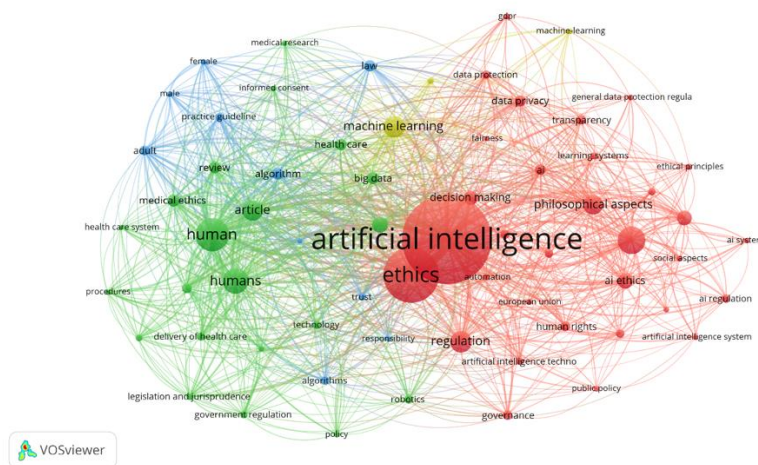 gdpr
medical research
machine-learning
female
law
data protection
male
informed consent
data privacy
general data protection regula
practice guideline
machine learning
transparency
fairness
adult
health care
review
algorithm
big data
ai
learning systems
ethical principles
medical ethics
article
decision making
philosophical aspects
health care system
human
artificial intelligence
ai system
social aspects
humans
ethics
automation
ai ethics
procedures
trust
european union
ai regulation
technology
human rights
delivery of health care
responsibility
regulation
artificial intelligence system
artificial intelligence techno
algorithms
public policy
legislation and jurisprudence
robotics
government regulation
governance
policy
VOSviewer